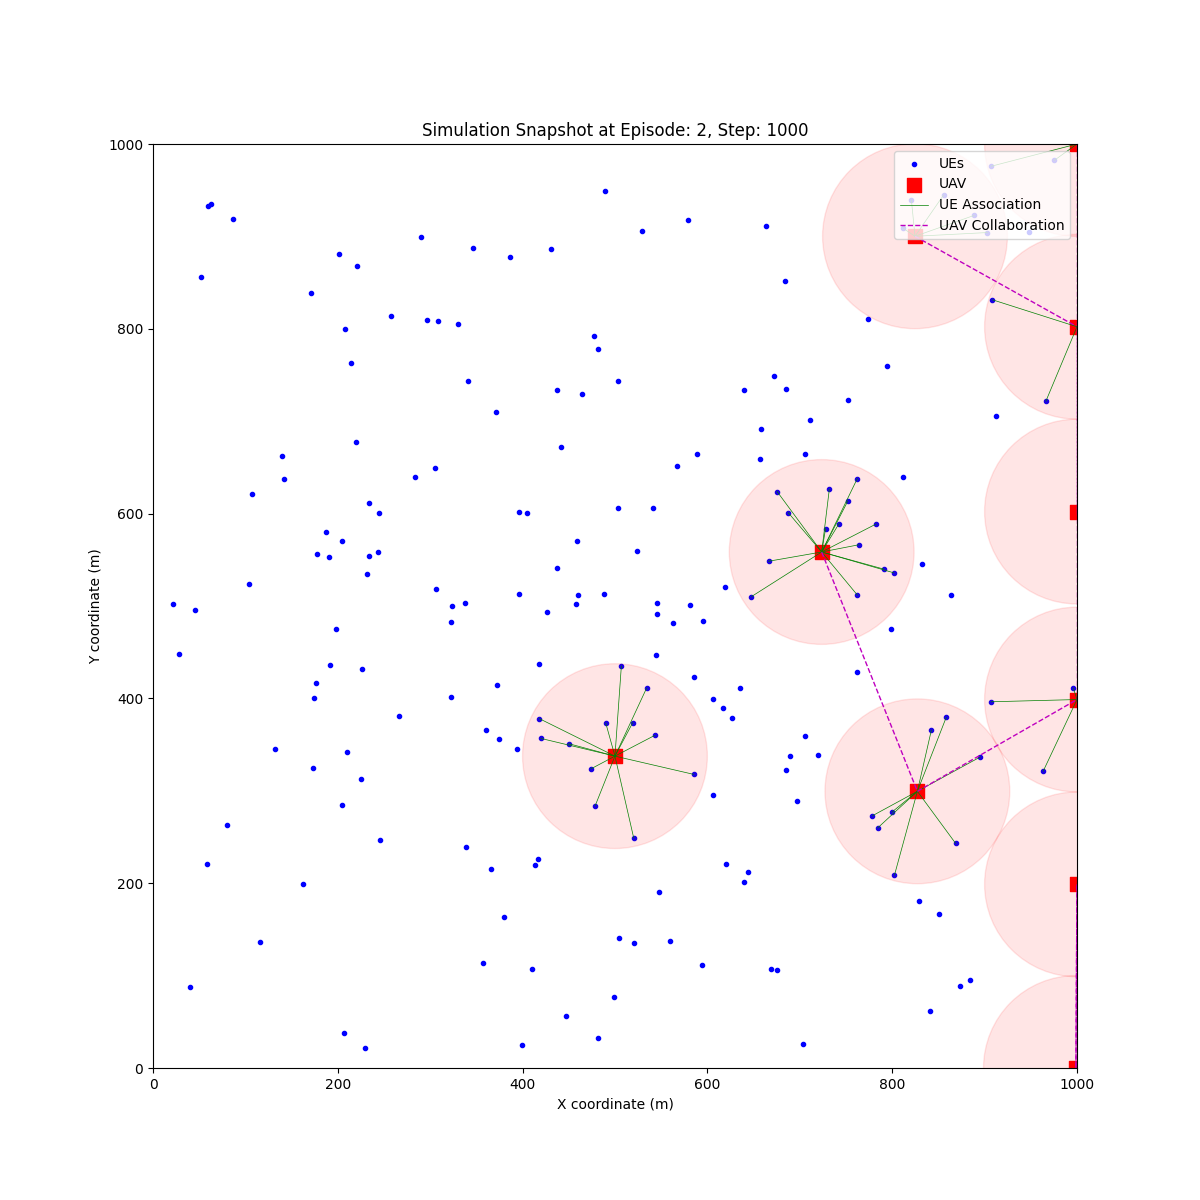 Simulation Snapshot at Episode: 2, Step: 1000
UEs
UAV
UE Association
UAV Collaboration
1000
800
600
400
200
0
Y coordinate (m)
0 200 400 600 800 1000
X coordinate (m)